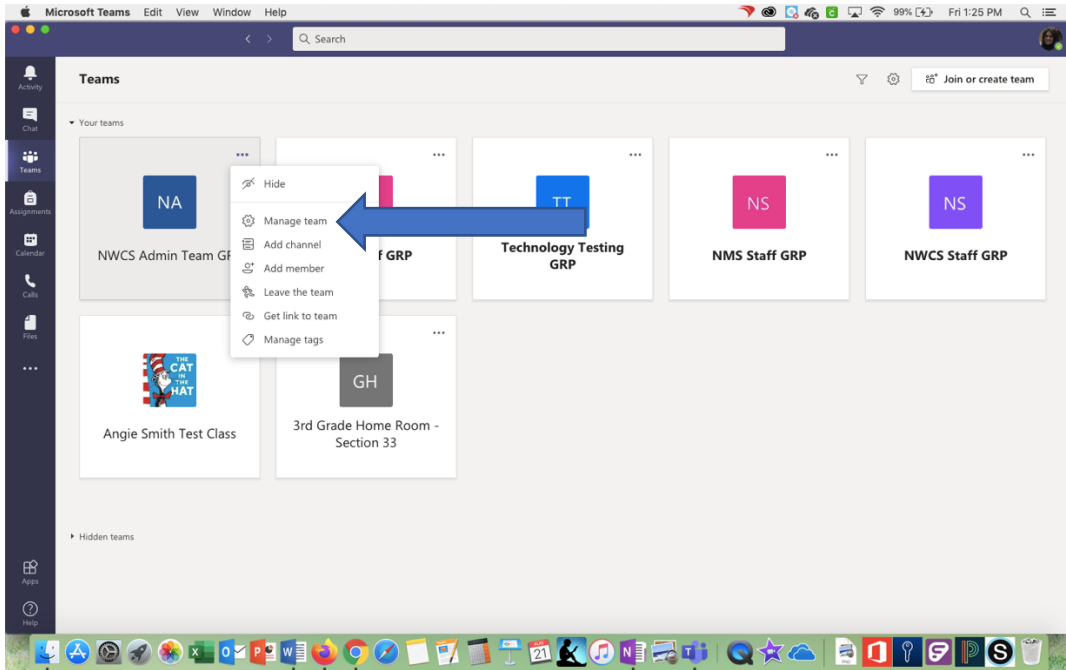 Microsoft Teams Edit View Window Help
99% Fri 1:25 PM
Search
Activity
Chat
Teams
Assignments
Calendar
Calls
Files
Apps
Help
Teams
Join or create team
Your teams
NA
NWCS Admin Team GR
Hide
Manage team
Add channel
Add member
Leave the team
Get link to team
Manage tags
f GRP
TT
Technology Testing
GRP
NS
NMS Staff GRP
NS
NWCS Staff GRP
THE
CAT
IN
THE
HAT
Angie Smith Test Class
GH
3rd Grade Home Room -
Section 33
Hidden teams
21